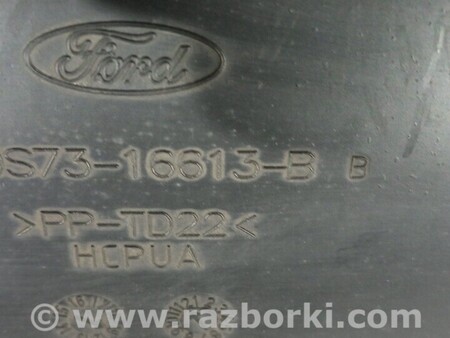 Ford
S73-16613-B B
>PP-TD22<
HCPUA
www.razborki.com